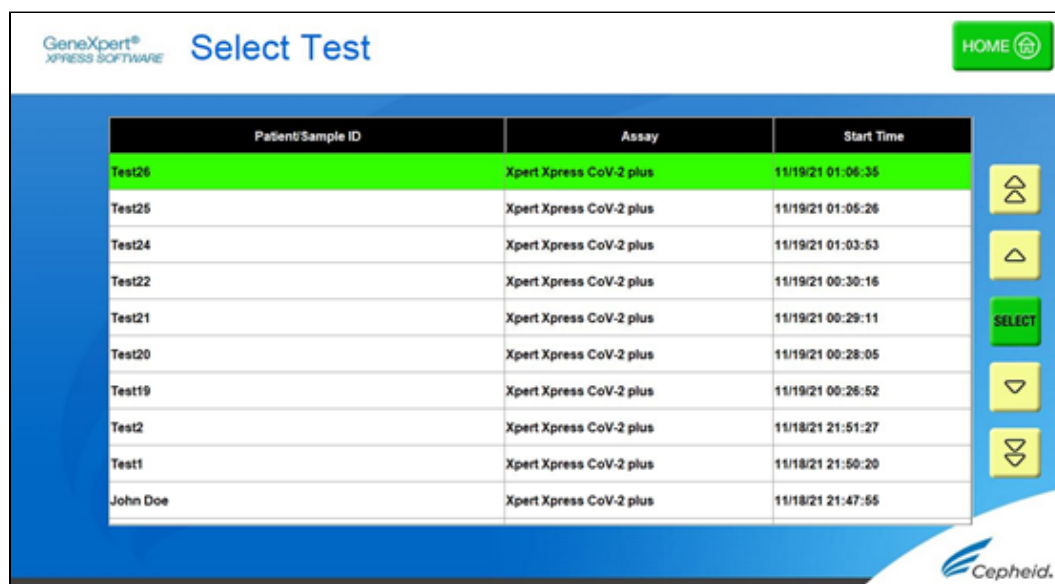 GeneXpert®
XPRESS SOFTWARE
Select Test
HOME
Patient/Sample ID Assay Start Time
Test26 Xpert Xpress CoV-2 plus 11/19/21 01:06:35
Test25 Xpert Xpress CoV-2 plus 11/19/21 01:05:26
Test24 Xpert Xpress CoV-2 plus 11/19/21 01:03:53
Test22 Xpert Xpress CoV-2 plus 11/19/21 00:30:16
Test21 Xpert Xpress CoV-2 plus 11/19/21 00:29:11
SELECT
Test20 Xpert Xpress CoV-2 plus 11/19/21 00:28:05
Test19 Xpert Xpress CoV-2 plus 11/19/21 00:26:52
Test2 Xpert Xpress CoV-2 plus 11/18/21 21:51:27
Test1 Xpert Xpress CoV-2 plus 11/18/21 21:50:20
John Doe Xpert Xpress CoV-2 plus 11/18/21 21:47:55
Cepheid.